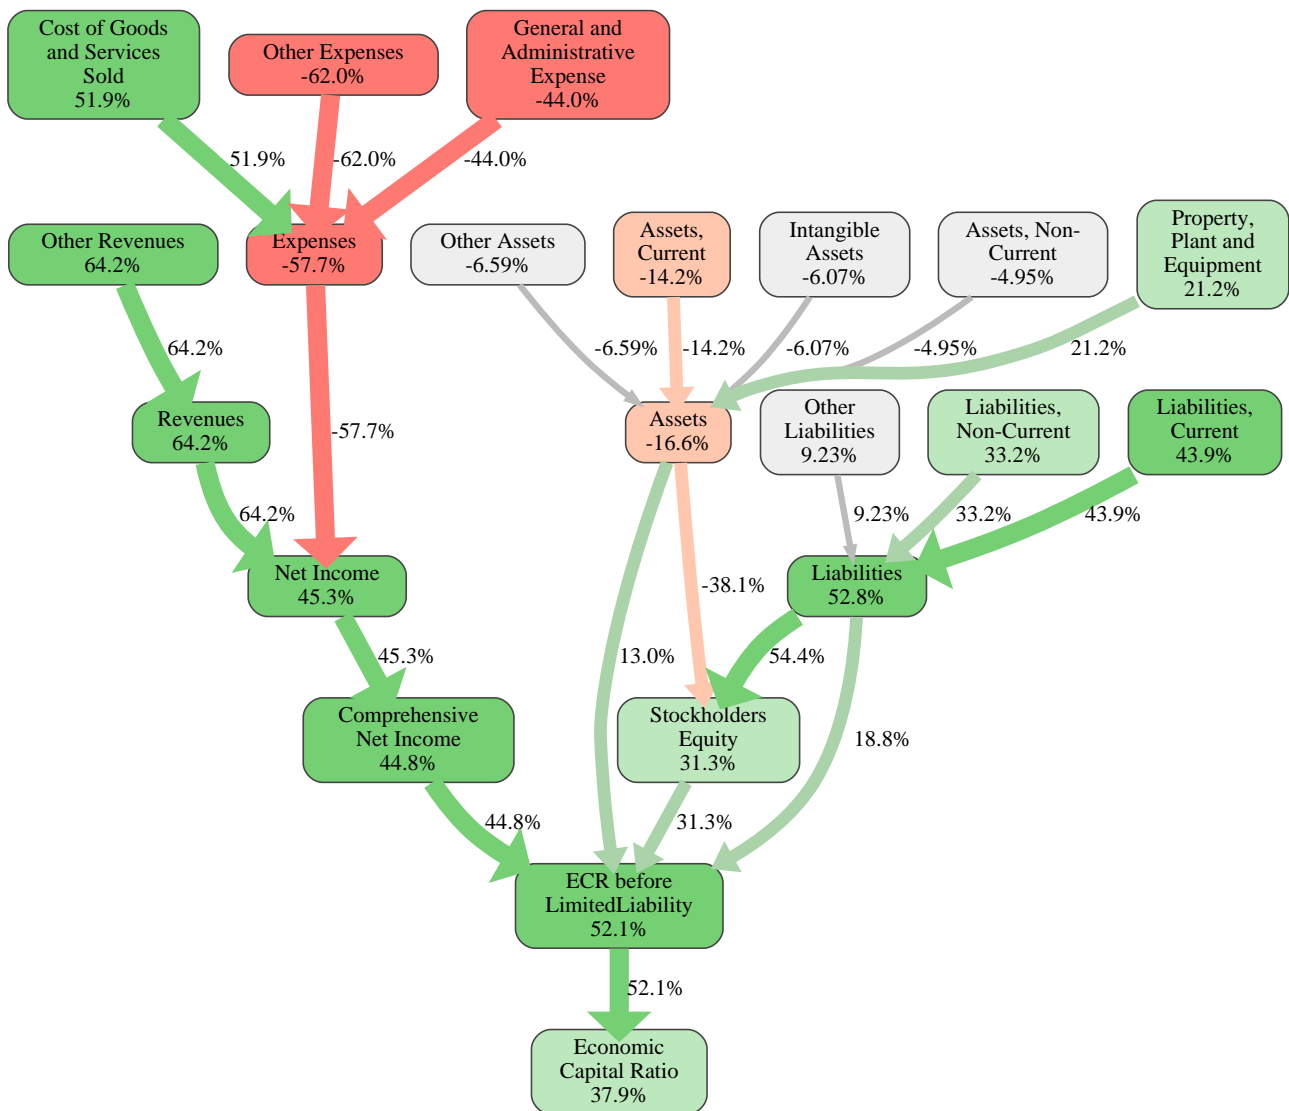 Cost of Goods
and Services
Sold
51.9%
Other Expenses
-62.0%
General and
Administrative
Expense
-44.0%
51.9%
-62.0%
-44.0%
Other Revenues
64.2%
Expenses
-57.7%
Other Assets
-6.59%
Assets,
Current
-14.2%
Intangible
Assets
-6.07%
Assets, Non-
Current
-4.95%
Property,
Plant and
Equipment
21.2%
64.2%
-6.59%
-14.2%
-6.07%
-4.95%
21.2%
Revenues
64.2%
-57.7%
Assets
-16.6%
Other
Liabilities
9.23%
Liabilities,
Non-Current
33.2%
Liabilities,
Current
43.9%
64.2%
9.23%
33.2%
43.9%
Net Income
45.3%
-38.1%
Liabilities
52.8%
45.3%
13.0%
54.4%
Comprehensive
Net Income
44.8%
Stockholders
Equity
31.3%
18.8%
44.8%
31.3%
ECR before
LimitedLiability
52.1%
52.1%
Economic
Capital Ratio
37.9%